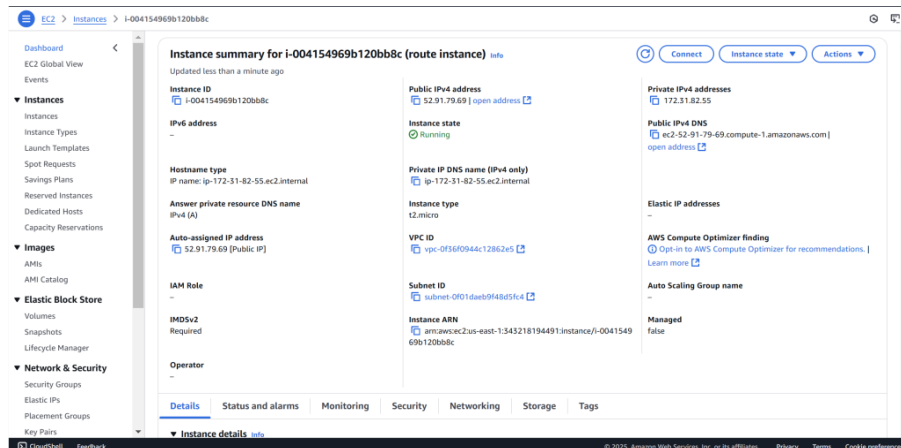 EC2 > Instances > i-004154969b120bb8c
Dashboard
EC2 Global View
Events
Instances
Instances
Instance Types
Launch Templates
Spot Requests
Savings Plans
Reserved Instances
Dedicated Hosts
Capacity Reservations
Images
AMIs
AMI Catalog
Elastic Block Store
Volumes
Snapshots
Lifecycle Manager
Network & Security
Security Groups
Elastic IPs
Placement Groups
Key Pairs
Instance summary for i-004154969b120bb8c (route instance) Info
Updated less than a minute ago
Connect
Instance state
Actions
Instance ID
i-004154969b120bb8c
Public IPv4 address
52.91.79.69 | open address
Private IPv4 addresses
172.31.82.55
IPv6 address
–
Instance state
Running
Public IPv4 DNS
ec2-52-91-79-69.compute-1.amazonaws.com |
open address
Hostname type
IP name: ip-172-31-82-55.ec2.internal
Private IP DNS name (IPv4 only)
ip-172-31-82-55.ec2.internal
Answer private resource DNS name
IPv4 (A)
Instance type
t2.micro
Elastic IP addresses
–
Auto-assigned IP address
52.91.79.69 [Public IP]
VPC ID
vpc-0f36f0944c12862e5
AWS Compute Optimizer finding
Opt-in to AWS Compute Optimizer for recommendations. |
Learn more
IAM Role
–
Subnet ID
subnet-0f01daeb9f48d5fc4
Auto Scaling Group name
–
IMDSv2
Required
Instance ARN
arn:aws:ec2:us-east-1:343218194491:instance/i-0041549
69b120bb8c
Managed
false
Operator
–
Details
Status and alarms
Monitoring
Security
Networking
Storage
Tags
Instance details Info
CloudShell
Feedback
© 2025, Amazon Web Services, Inc. or its affiliates.
Privacy
Terms
Cookie preferences